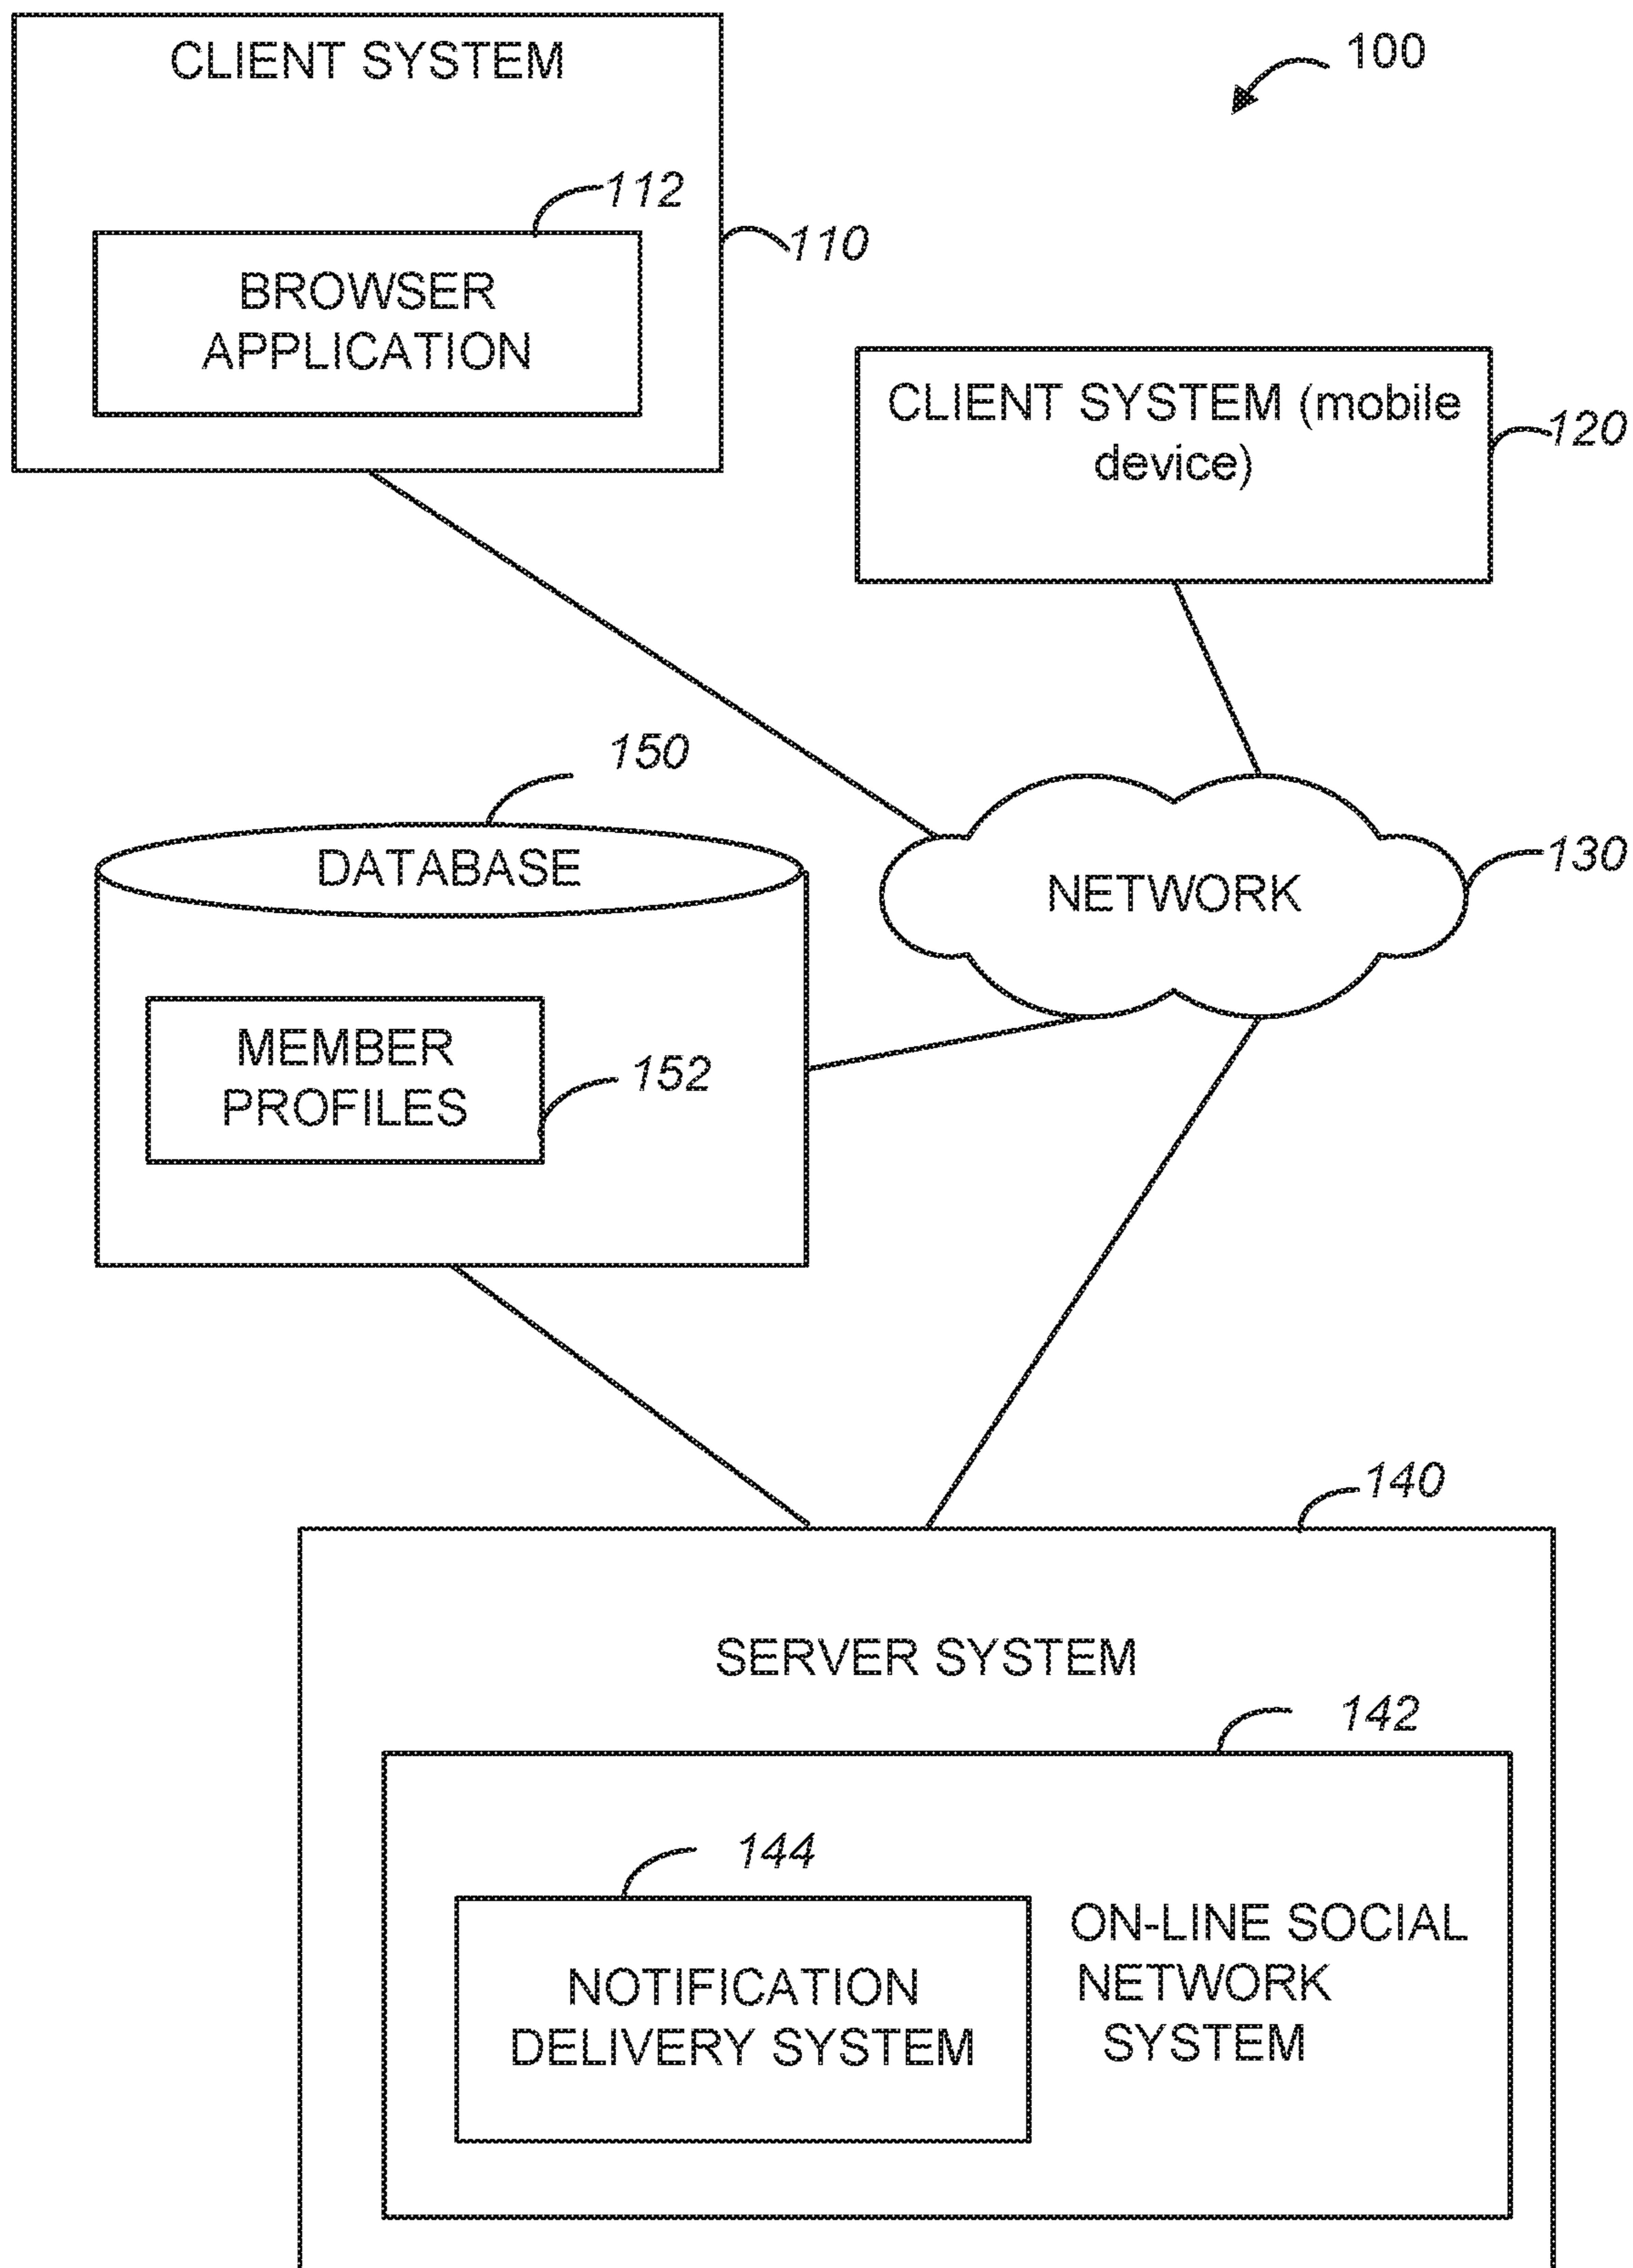 CLIENT SYSTEM
100
112
110
BROWSER
APPLICATION
CLIENT SYSTEM (mobile
device)
120
150
DATABASE
NETWORK
130
MEMBER
PROFILES
152
140
SERVER SYSTEM
142
144
ON-LINE SOCIAL
NETWORK
SYSTEM
NOTIFICATION
DELIVERY SYSTEM